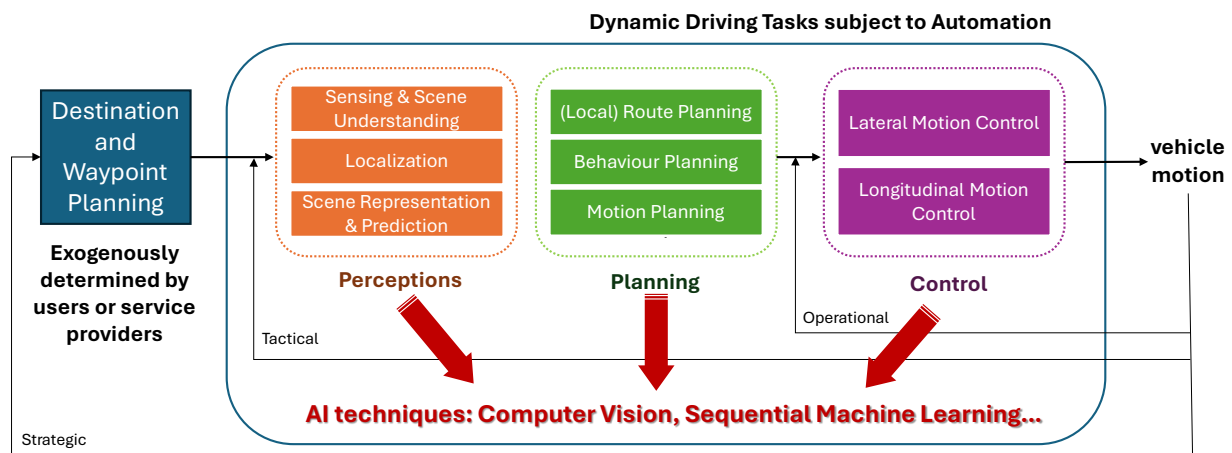 Dynamic Driving Tasks subject to Automation
Destination
and
Waypoint
Planning
Exogenously
determined by
users or service
providers
Sensing & Scene
Understanding
Localization
Scene Representation
& Prediction
Perceptions
(Local) Route Planning
Behaviour Planning
Motion Planning
Planning
Lateral Motion Control
Longitudinal Motion
Control
Control
vehicle
motion
Operational
Tactical
AI techniques: Computer Vision, Sequential Machine Learning...
Strategic